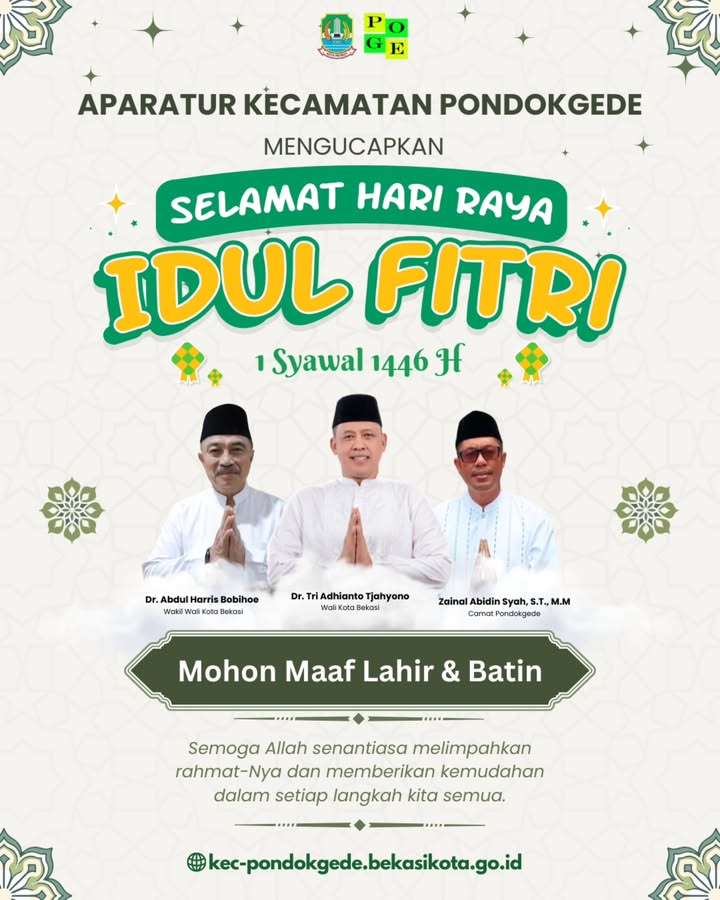 KOTA BEKASI
P O
G E
APARATUR KECAMATAN PONDOKGEDE
MENGUCAPKAN
SELAMAT HARI RAYA
IDUL FITRI
1 Syawal 1446 H
Dr. Abdul Harris Bobihoe
Wakil Wali Kota Bekasi
Dr. Tri Adhianto Tjahyono
Wali Kota Bekasi
Zainal Abidin Syah, S.T., M.M
Camat Pondokgede
Mohon Maaf Lahir & Batin
Semoga Allah senantiasa melimpahkan
rahmat-Nya dan memberikan kemudahan
dalam setiap langkah kita semua.
kec-pondokgede.bekasikota.go.id